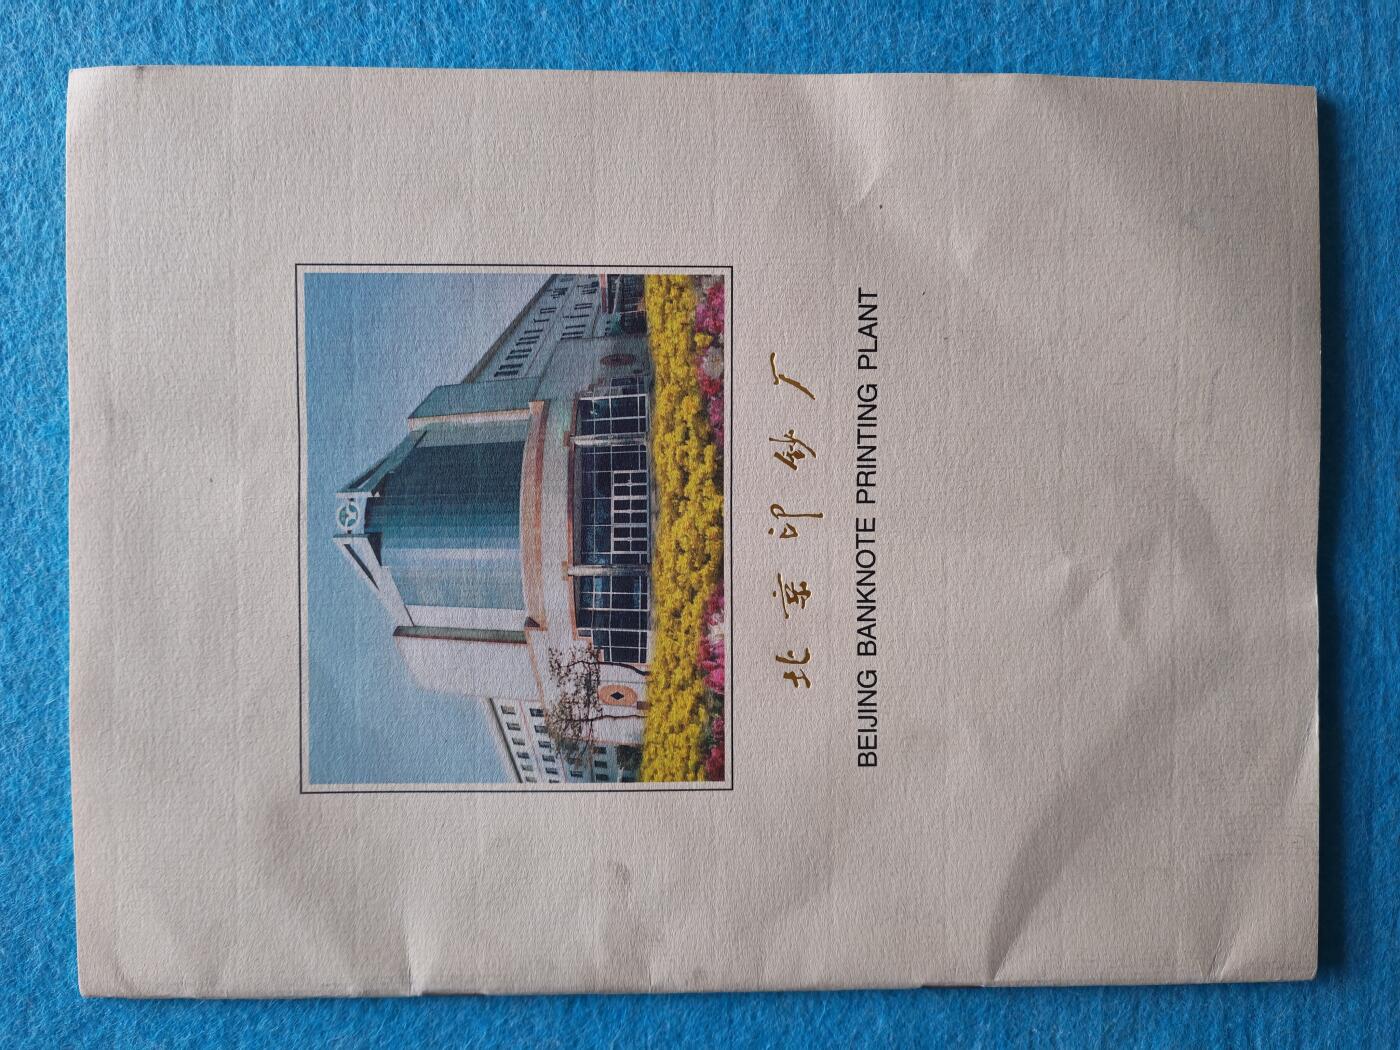 北京印钞厂
BEIJING BANKNOTE PRINTING PLANT